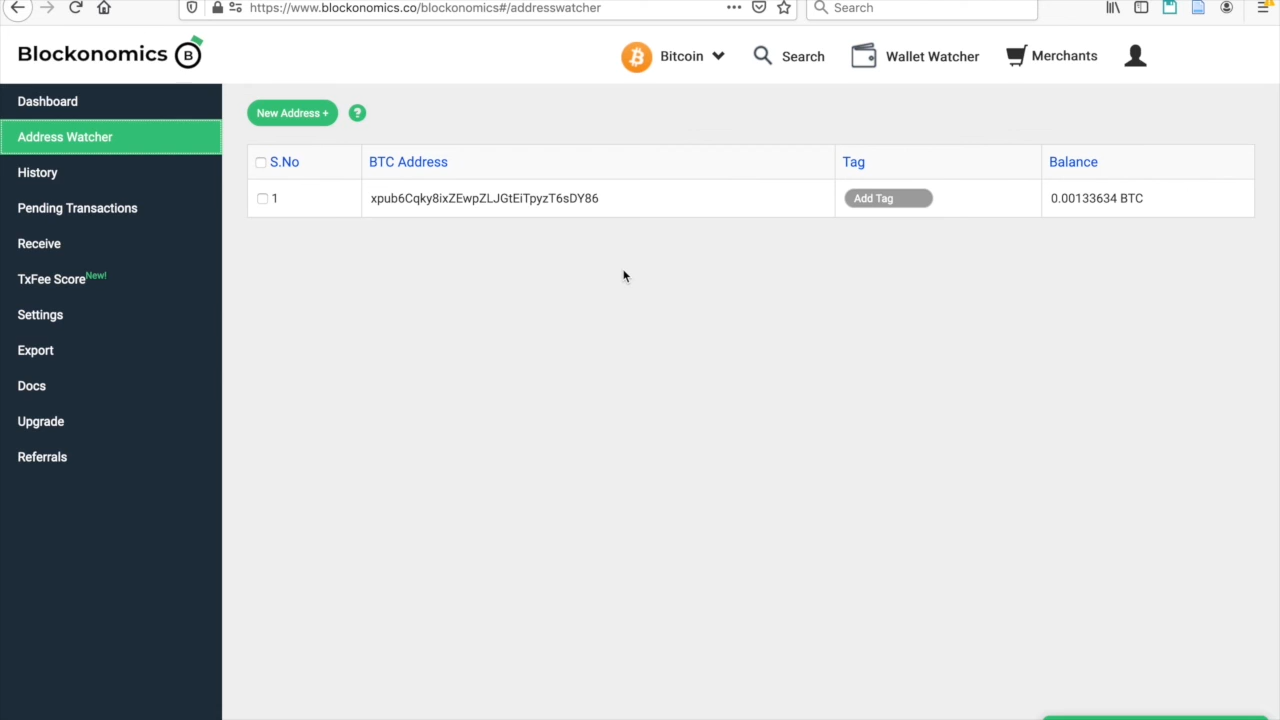 https://www.blockonomics.co/blockonomics#/addresswatcher
Search
Blockonomics B
Bitcoin
Search
Wallet Watcher
Merchants
Dashboard
Address Watcher
History
Pending Transactions
Receive
TxFee Score New!
Settings
Export
Docs
Upgrade
Referrals
New Address +
?
S.No BTC Address Tag Balance
1 xpub6Cqky8ixZEwpZLJGtEiTpyzT6sDY86 Add Tag 0.00133634 BTC